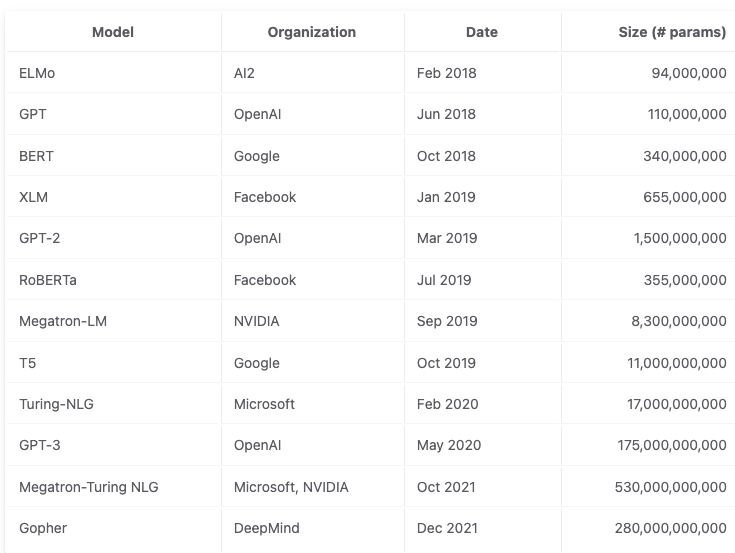 Model Organization Date Size (# params)
ELMo AI2 Feb 2018 94,000,000
GPT OpenAI Jun 2018 110,000,000
BERT Google Oct 2018 340,000,000
XLM Facebook Jan 2019 655,000,000
GPT-2 OpenAI Mar 2019 1,500,000,000
RoBERTa Facebook Jul 2019 355,000,000
Megatron-LM NVIDIA Sep 2019 8,300,000,000
T5 Google Oct 2019 11,000,000,000
Turing-NLG Microsoft Feb 2020 17,000,000,000
GPT-3 OpenAI May 2020 175,000,000,000
Megatron-Turing NLG Microsoft, NVIDIA Oct 2021 530,000,000,000
Gopher DeepMind Dec 2021 280,000,000,000